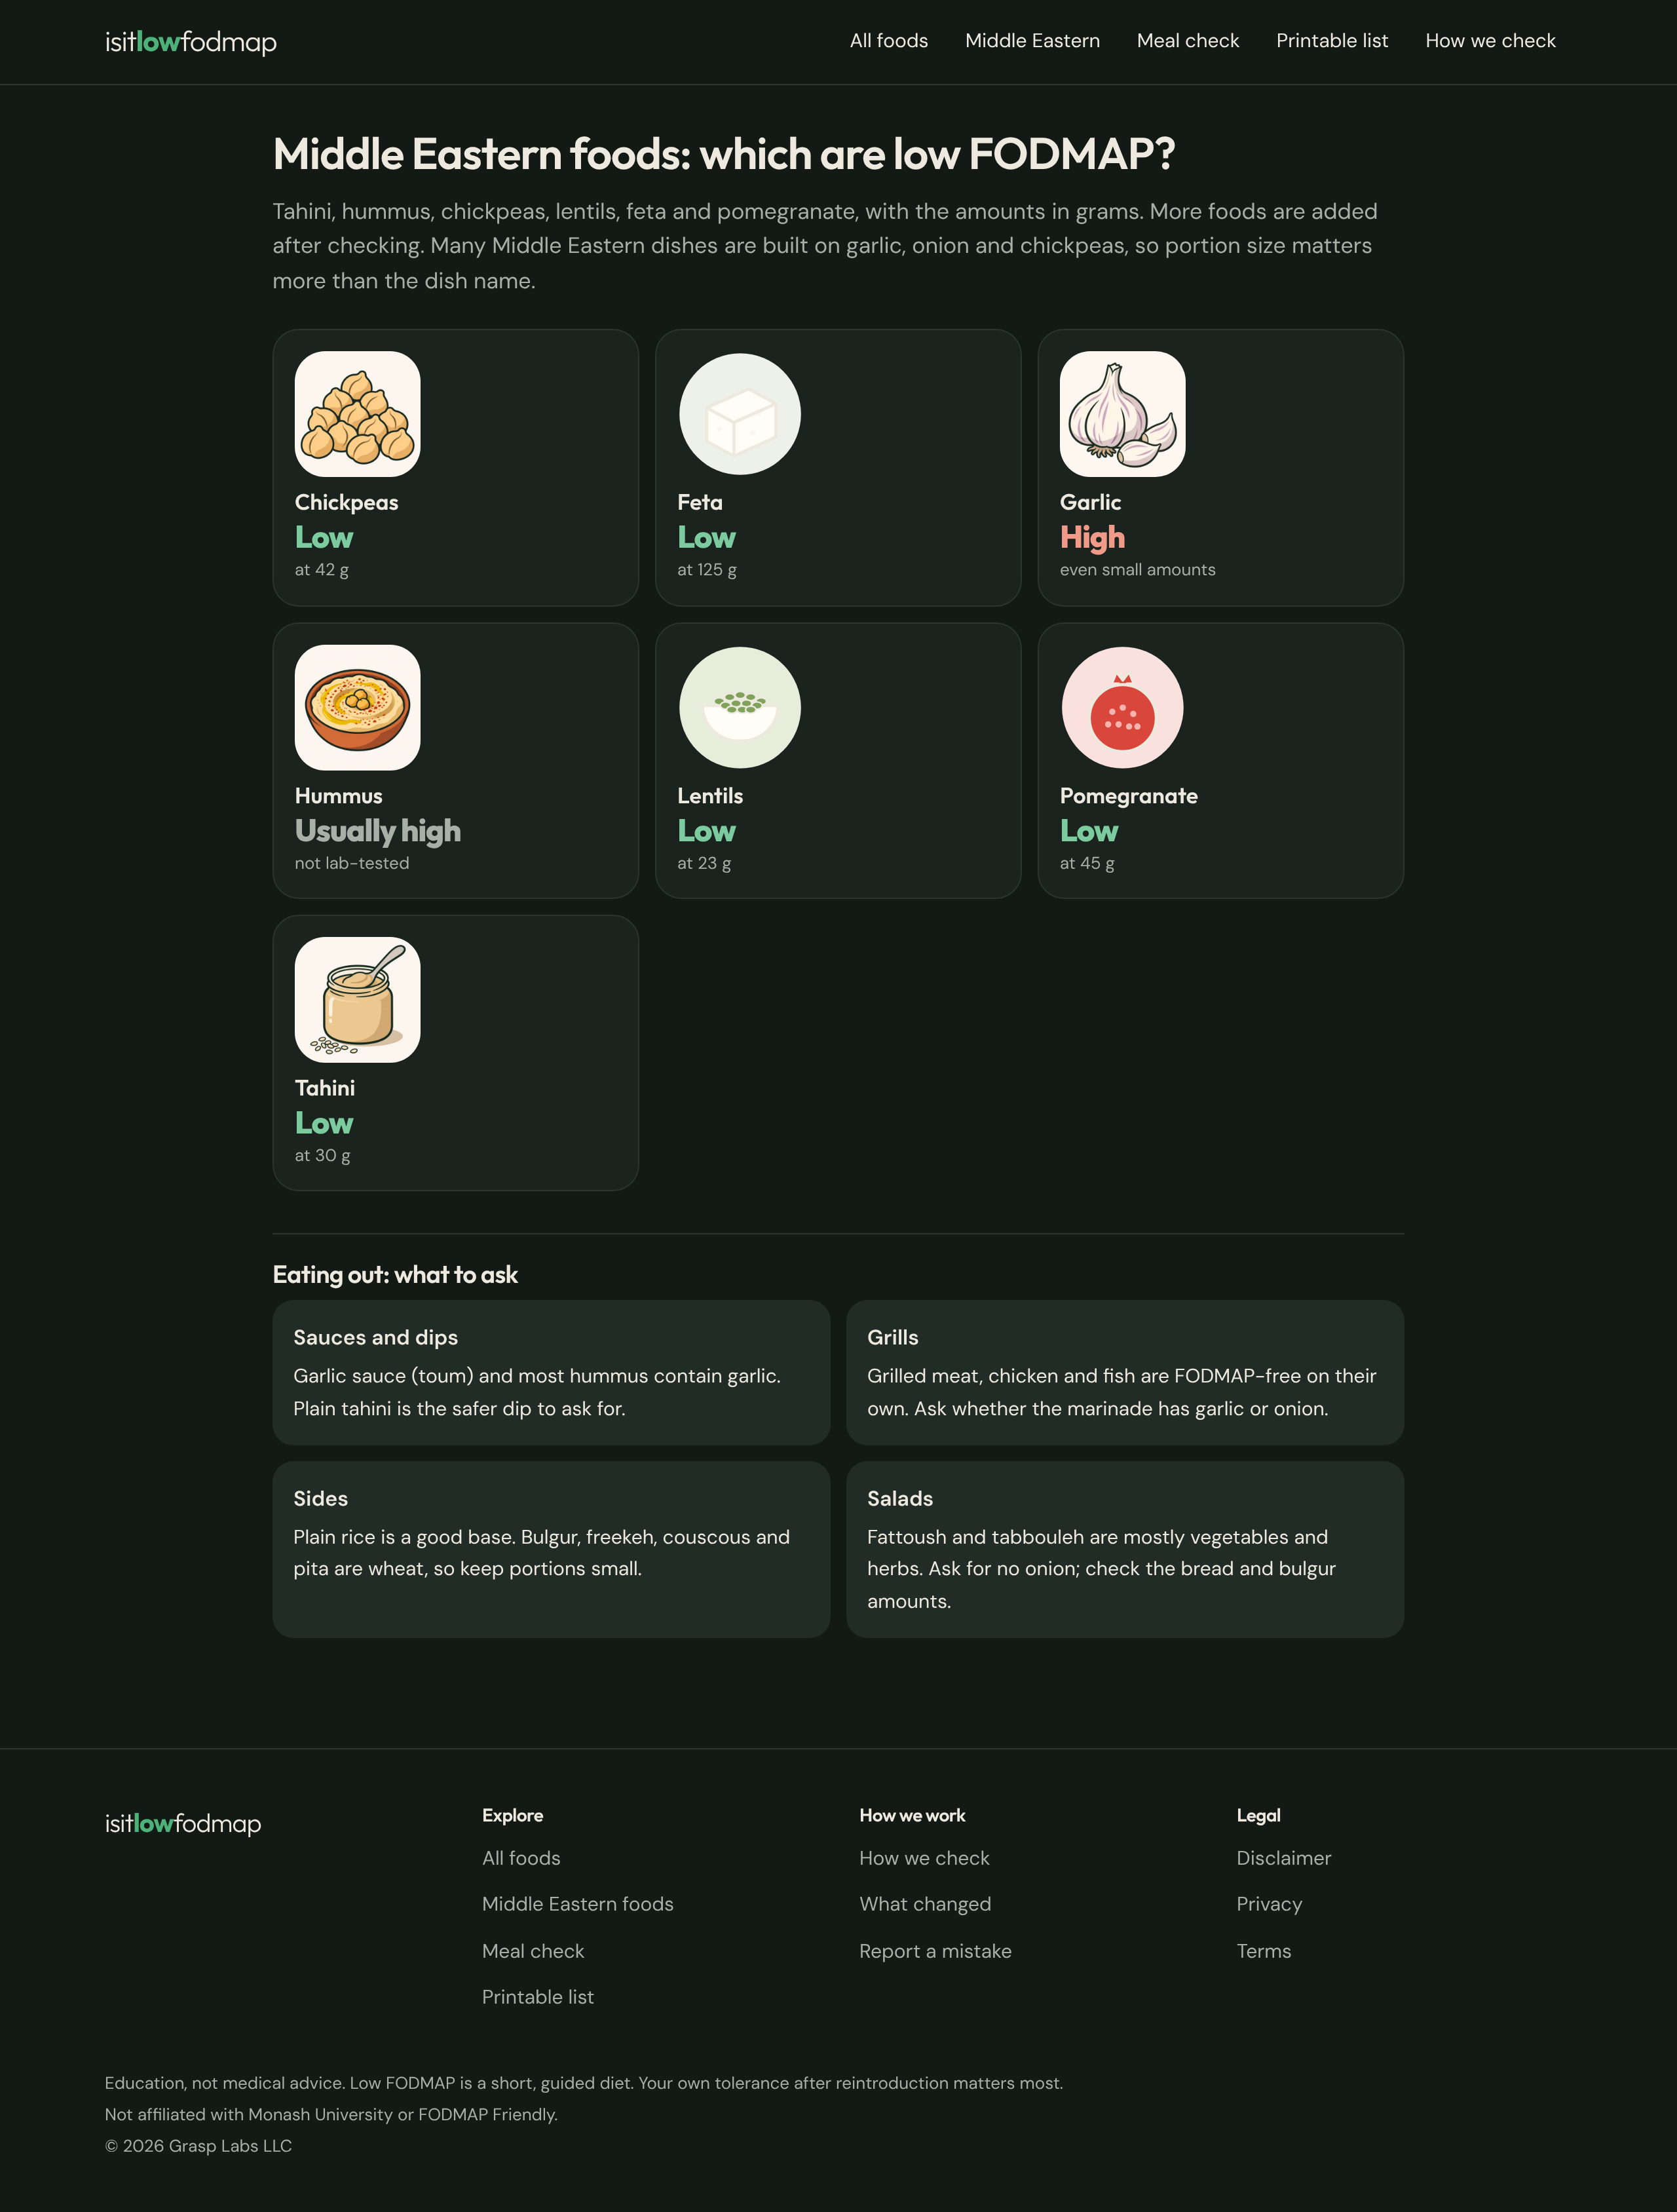 isitlowfodmap
All foods Middle Eastern Meal check Printable list How we check
Middle Eastern foods: which are low FODMAP?
Tahini, hummus, chickpeas, lentils, feta and pomegranate, with the amounts in grams. More foods are added
after checking. Many Middle Eastern dishes are built on garlic, onion and chickpeas, so portion size matters
more than the dish name.
Chickpeas
Low
at 42 g
Feta
Low
at 125 g
Garlic
High
even small amounts
Hummus
Usually high
not lab-tested
Lentils
Low
at 23 g
Pomegranate
Low
at 45 g
Tahini
Low
at 30 g
Eating out: what to ask
Sauces and dips
Garlic sauce (toum) and most hummus contain garlic.
Plain tahini is the safer dip to ask for.
Grills
Grilled meat, chicken and fish are FODMAP-free on their
own. Ask whether the marinade has garlic or onion.
Sides
Plain rice is a good base. Bulgur, freekeh, couscous and
pita are wheat, so keep portions small.
Salads
Fattoush and tabbouleh are mostly vegetables and
herbs. Ask for no onion; check the bread and bulgur
amounts.
isitlowfodmap
Explore
All foods
Middle Eastern foods
Meal check
Printable list
How we work
How we check
What changed
Report a mistake
Legal
Disclaimer
Privacy
Terms
Education, not medical advice. Low FODMAP is a short, guided diet. Your own tolerance after reintroduction matters most.
Not affiliated with Monash University or FODMAP Friendly.
© 2026 Grasp Labs LLC